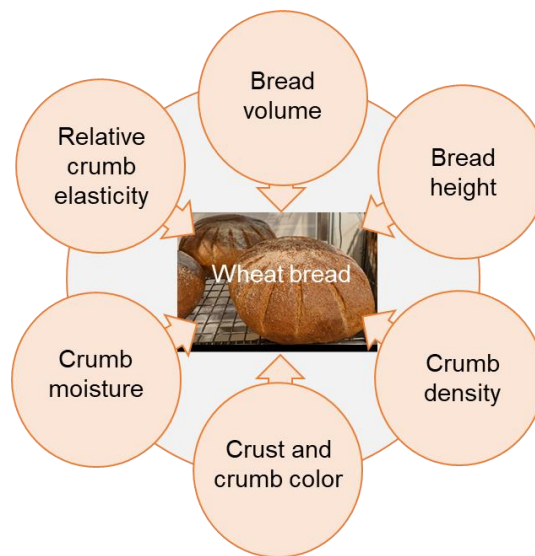 Bread
volume
Relative
crumb
elasticity
Bread
height
Wheat bread
Crumb
moisture
Crumb
density
Crust and
crumb color